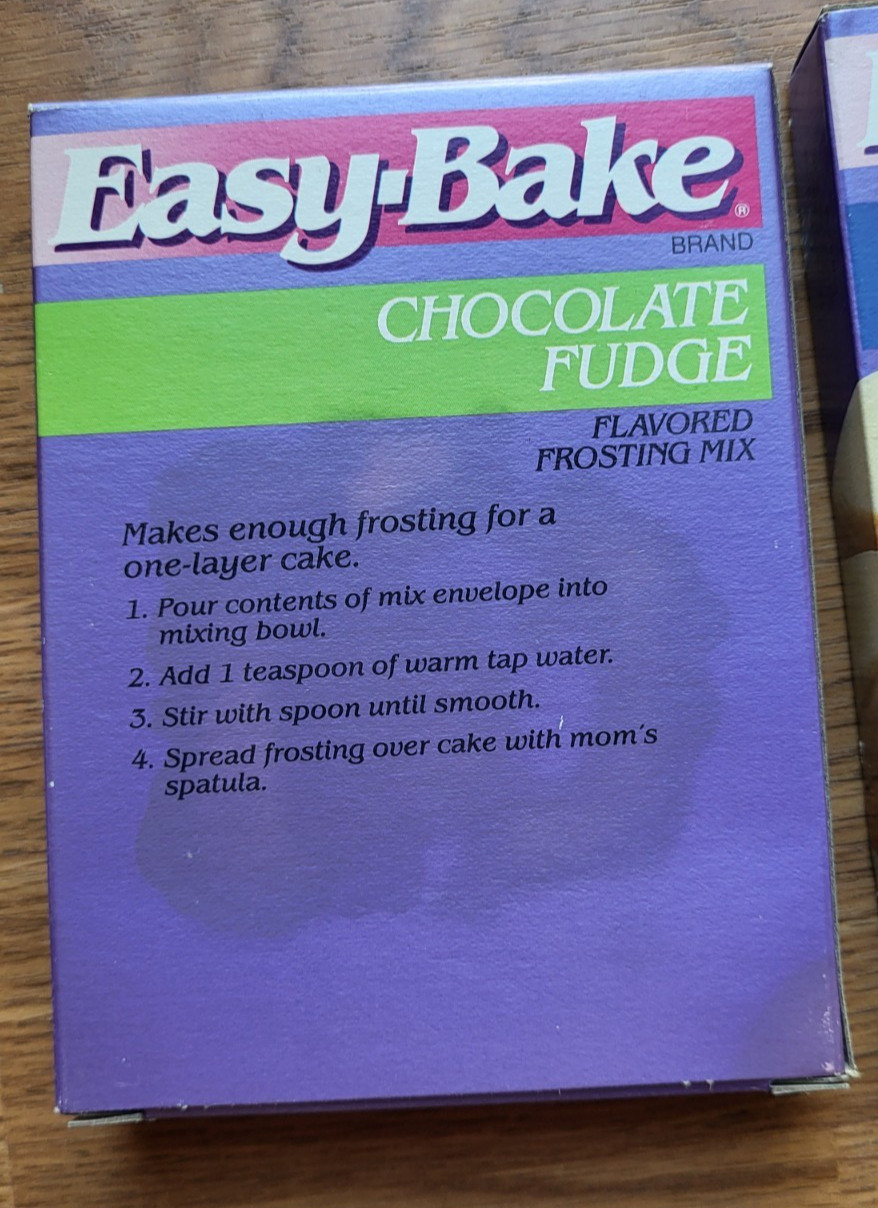 Easy-Bake®
BRAND
CHOCOLATE
FUDGE
FLAVORED
FROSTING MIX
Makes enough frosting for a
one-layer cake.
1. Pour contents of mix envelope into
mixing bowl.
2. Add 1 teaspoon of warm tap water.
3. Stir with spoon until smooth.
4. Spread frosting over cake with mom's
spatula.